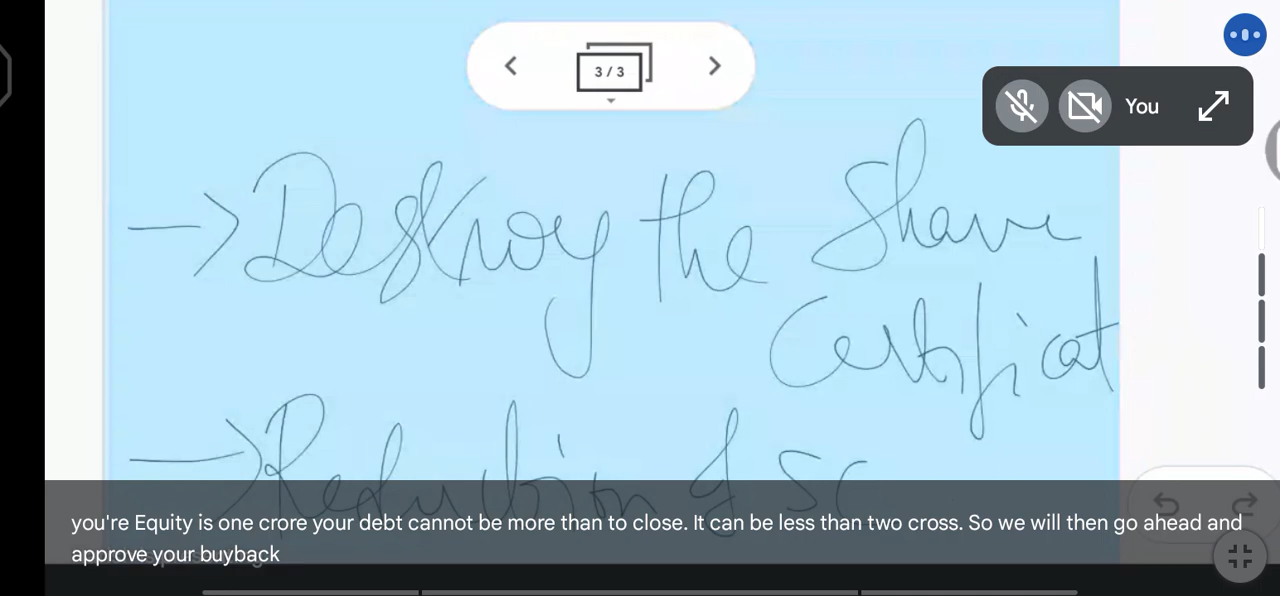 3 / 3
You
→ Destroy the Share
Certificat
→ Reduction of SC
you're Equity is one crore your debt cannot be more than to close. It can be less than two cross. So we will then go ahead and
approve your buyback